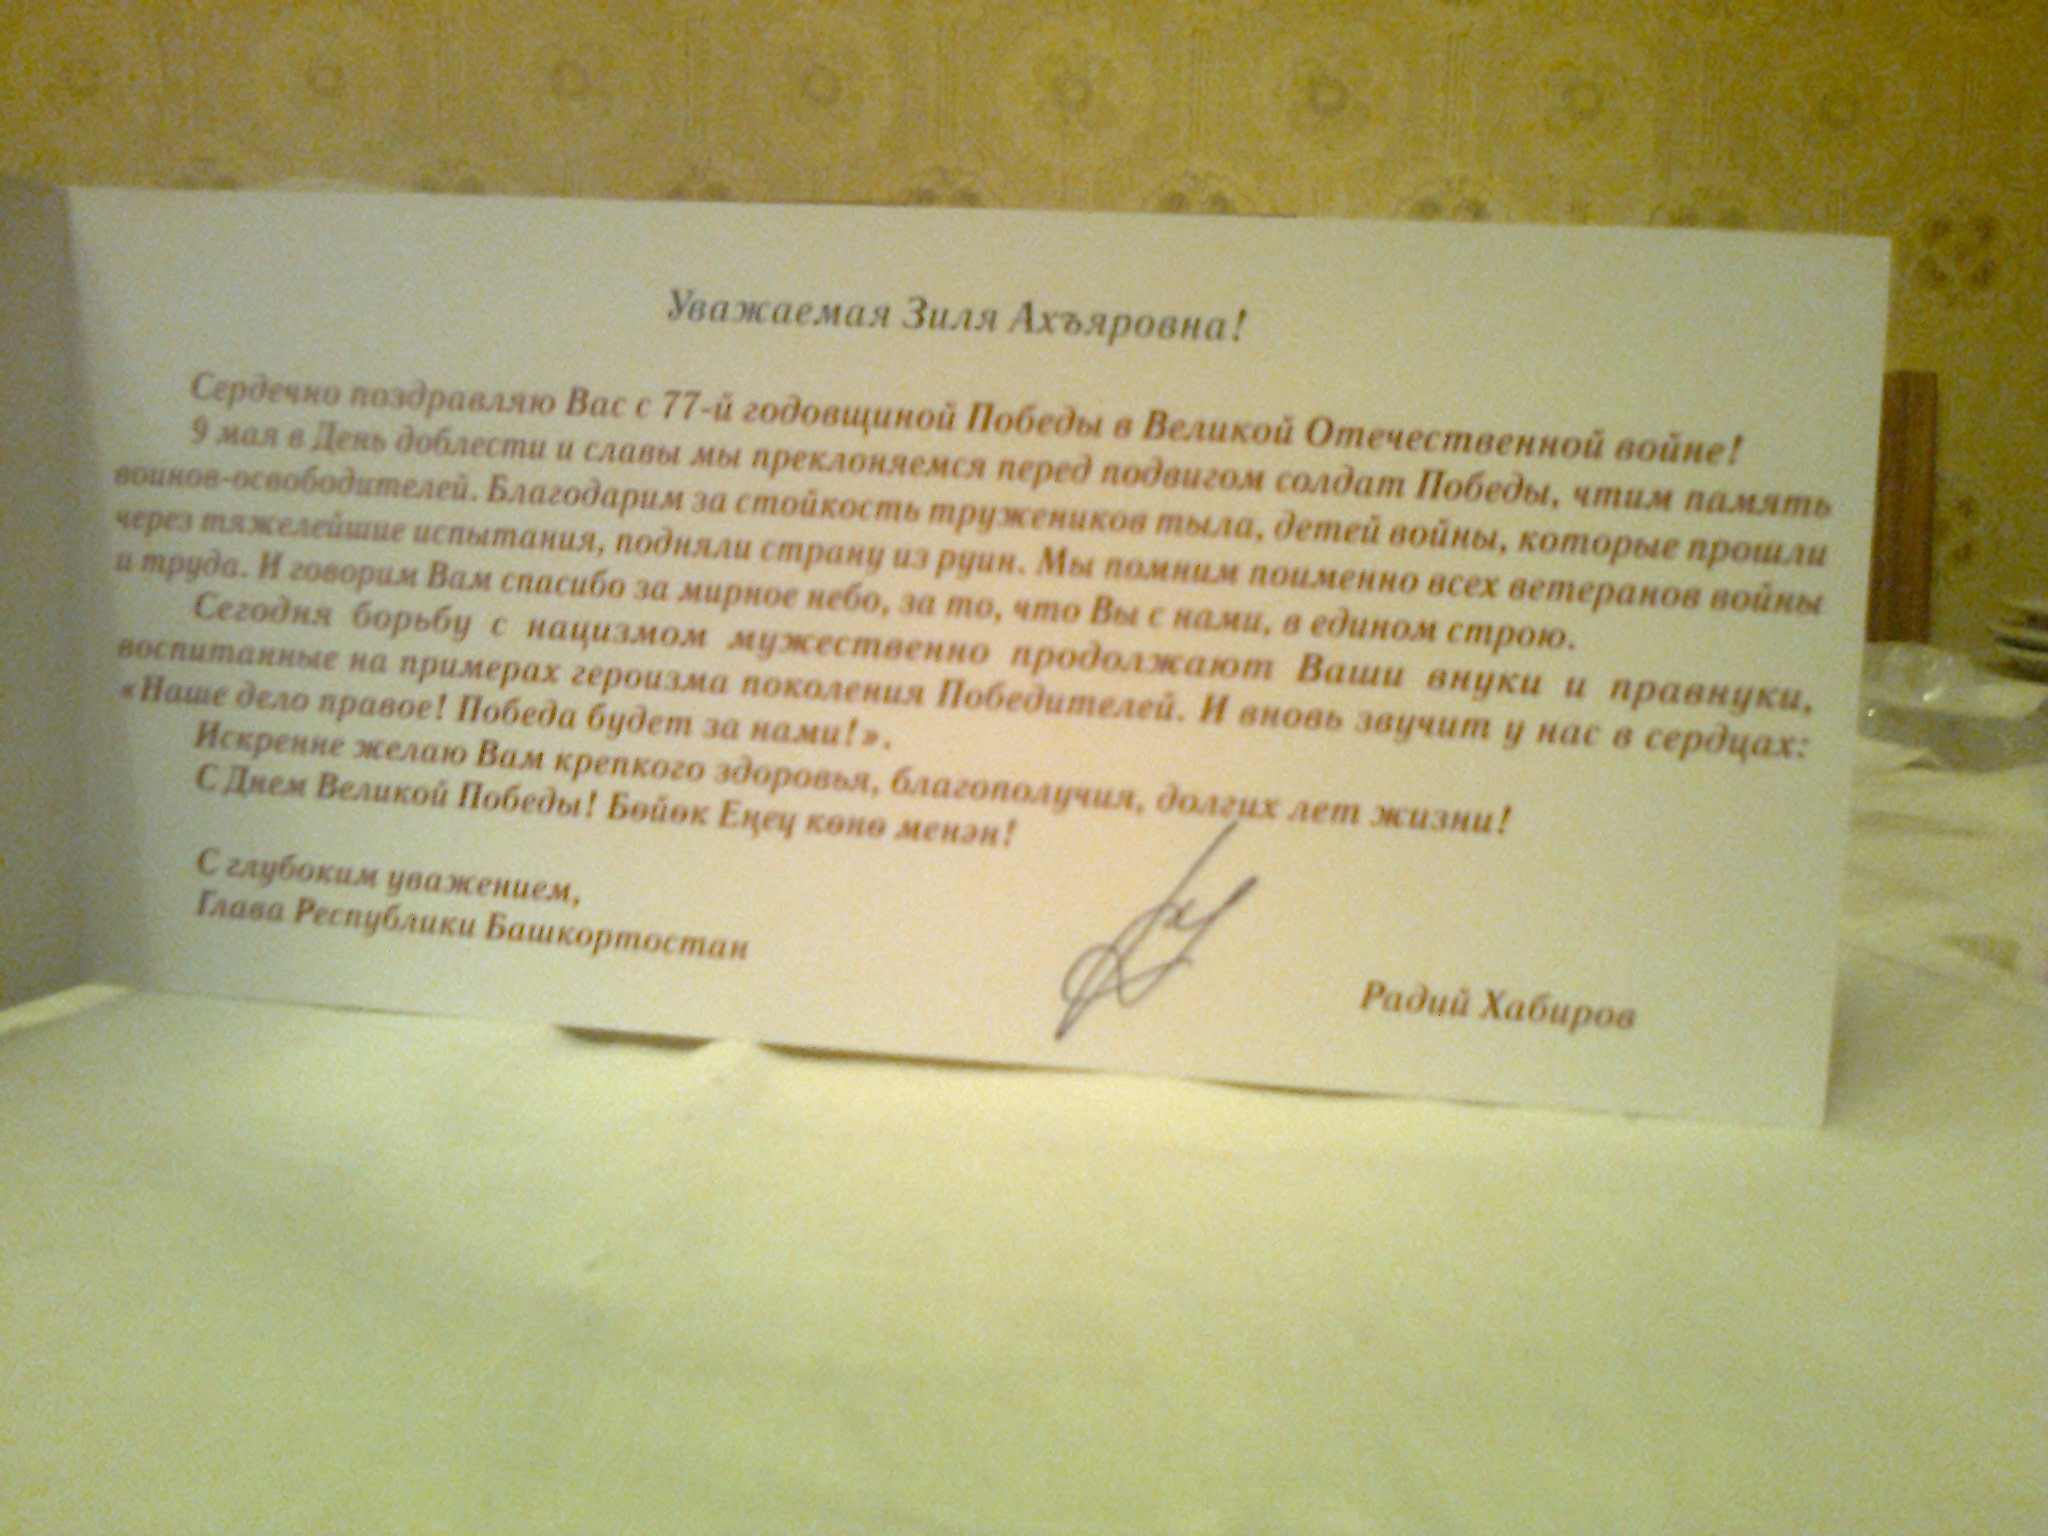 Уважаемая Зиля Ахъяровна!
Сердечно поздравляю Вас с 77-й годовщиной Победы в Великой Отечественной войне!
9 мая в День доблести и славы мы преклоняемся перед подвигом солдат Победы, чтим память
воинов-освободителей. Благодарим за стойкость тружеников тыла, детей войны, которые прошли
через тяжелейшие испытания, подняли страну из руин. Мы помним поименно всех ветеранов войны
и труда. И говорим Вам спасибо за мирное небо, за то, что Вы с нами, в едином строю.
Сегодня борьбу с нацизмом мужественно продолжают Ваши внуки и правнуки,
воспитанные на примерах героизма поколения Победителей. И вновь звучит у нас в сердцах:
«Наше дело правое! Победа будет за нами!».
Искренне желаю Вам крепкого здоровья, благополучия, долгих лет жизни!
С Днем Великой Победы! Бөйөк Еңеү көнө менән!
С глубоким уважением,
Глава Республики Башкортостан
Радий Хабиров